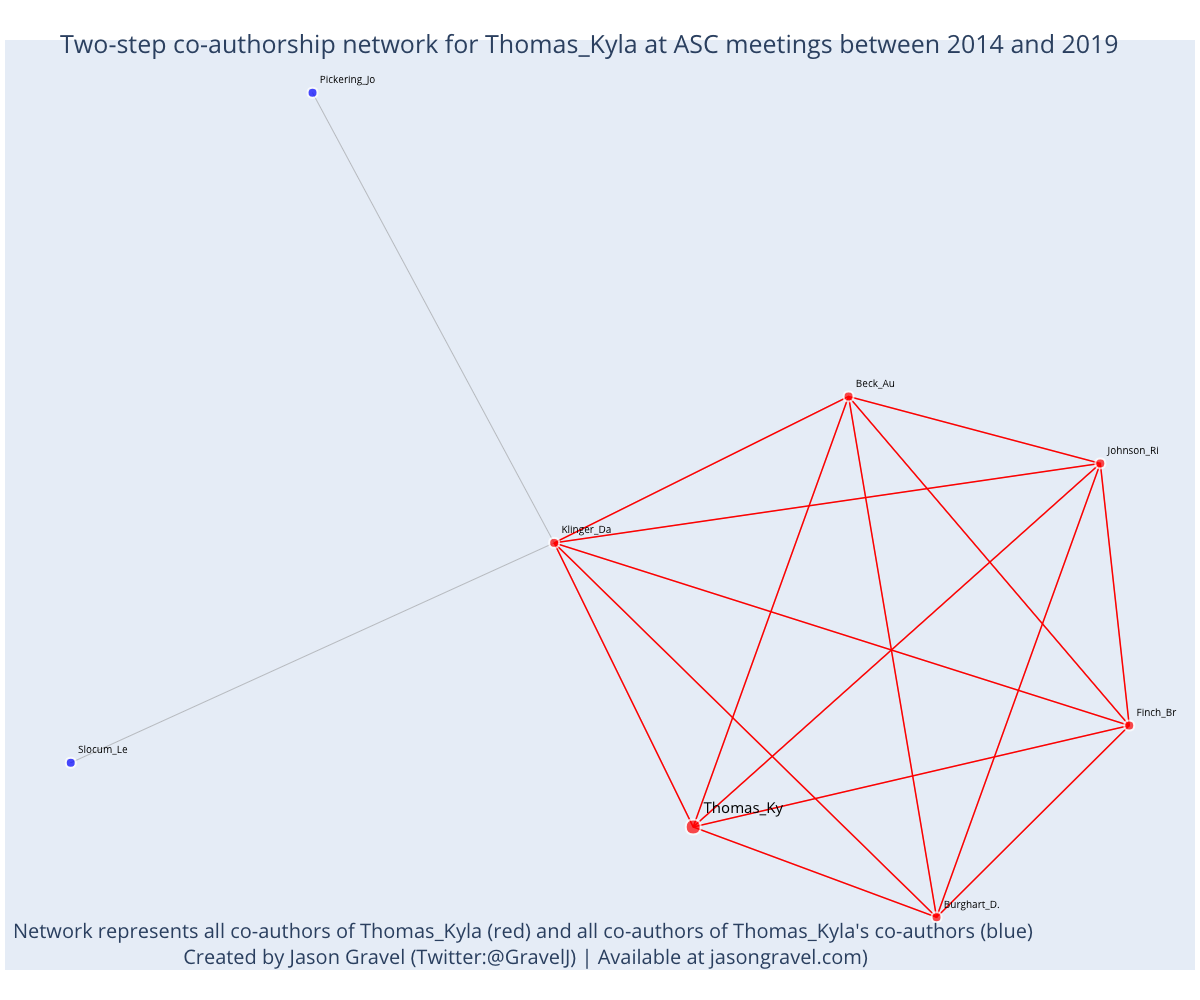 Two-step co-authorship network for Thomas_Kyla at ASC meetings between 2014 and 2019
Pickering_Jo
Beck_Au
Johnson_Ri
Klinger_Da
Finch_Br
Slocum_Le
Thomas_Ky
Burghart_D.
Network represents all co-authors of Thomas_Kyla (red) and all co-authors of Thomas_Kyla's co-authors (blue)
Created by Jason Gravel (Twitter:@GravelJ) | Available at jasongravel.com)